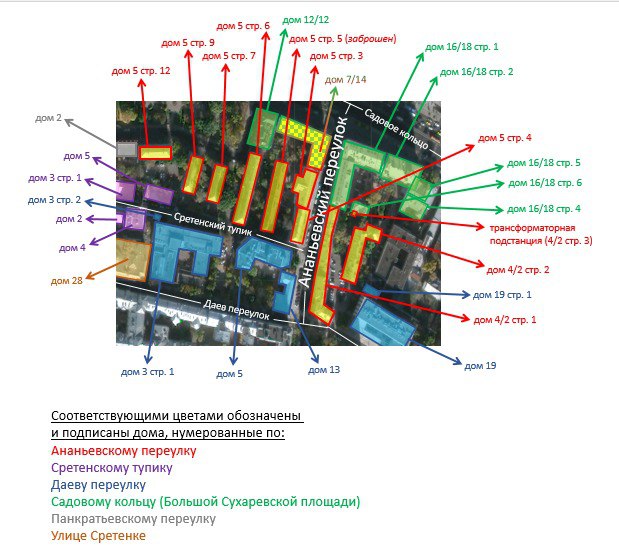 дом 5 стр. 6
дом 12/12
дом 5 стр. 9
дом 5 стр. 5 (заброшен)
дом 16/18 стр. 1
дом 5 стр. 7
дом 5 стр. 3
дом 5 стр. 12
дом 16/18 стр. 2
дом 7/14
дом 2
Садовое кольцо
дом 5 стр. 4
дом 5
дом 16/18 стр. 5
дом 3 стр. 1
дом 16/18 стр. 6
дом 3 стр. 2
Ананьевский переулок
дом 16/18 стр. 4
дом 2
Сретенский тупик
трансформаторная
подстанция (4/2 стр. 3)
дом 4
дом 4/2 стр. 2
дом 28
дом 19 стр. 1
Даев переулок
дом 4/2 стр. 1
дом 3 стр. 1
дом 5
дом 13
дом 19
Соответствующими цветами обозначены
и подписаны дома, нумерованные по:
Ананьевскому переулку
Сретенскому тупику
Даеву переулку
Садовому кольцу (Большой Сухаревской площади)
Панкратьевскому переулку
Улице Сретенке